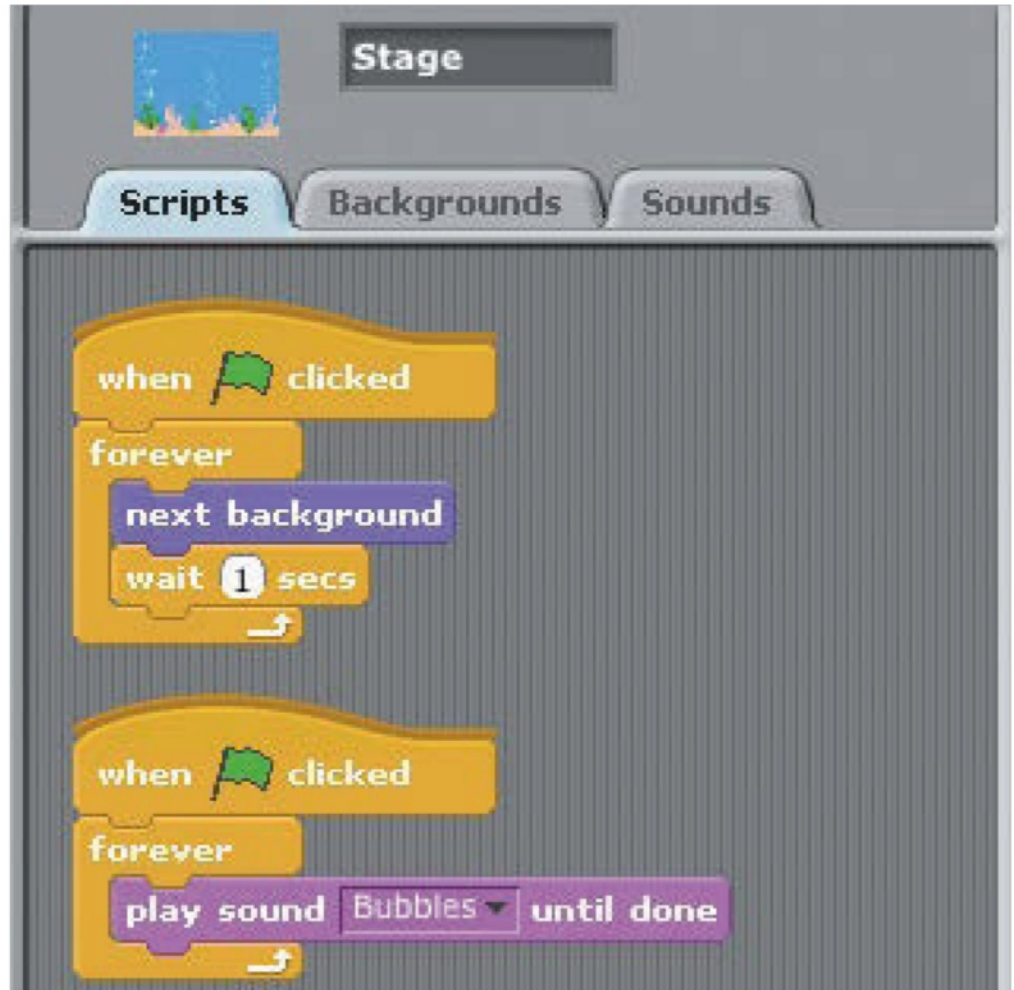 Stage
Scripts Backgrounds Sounds
when clicked
forever
next background
wait 1 secs
when clicked
forever
play sound Bubbles until done